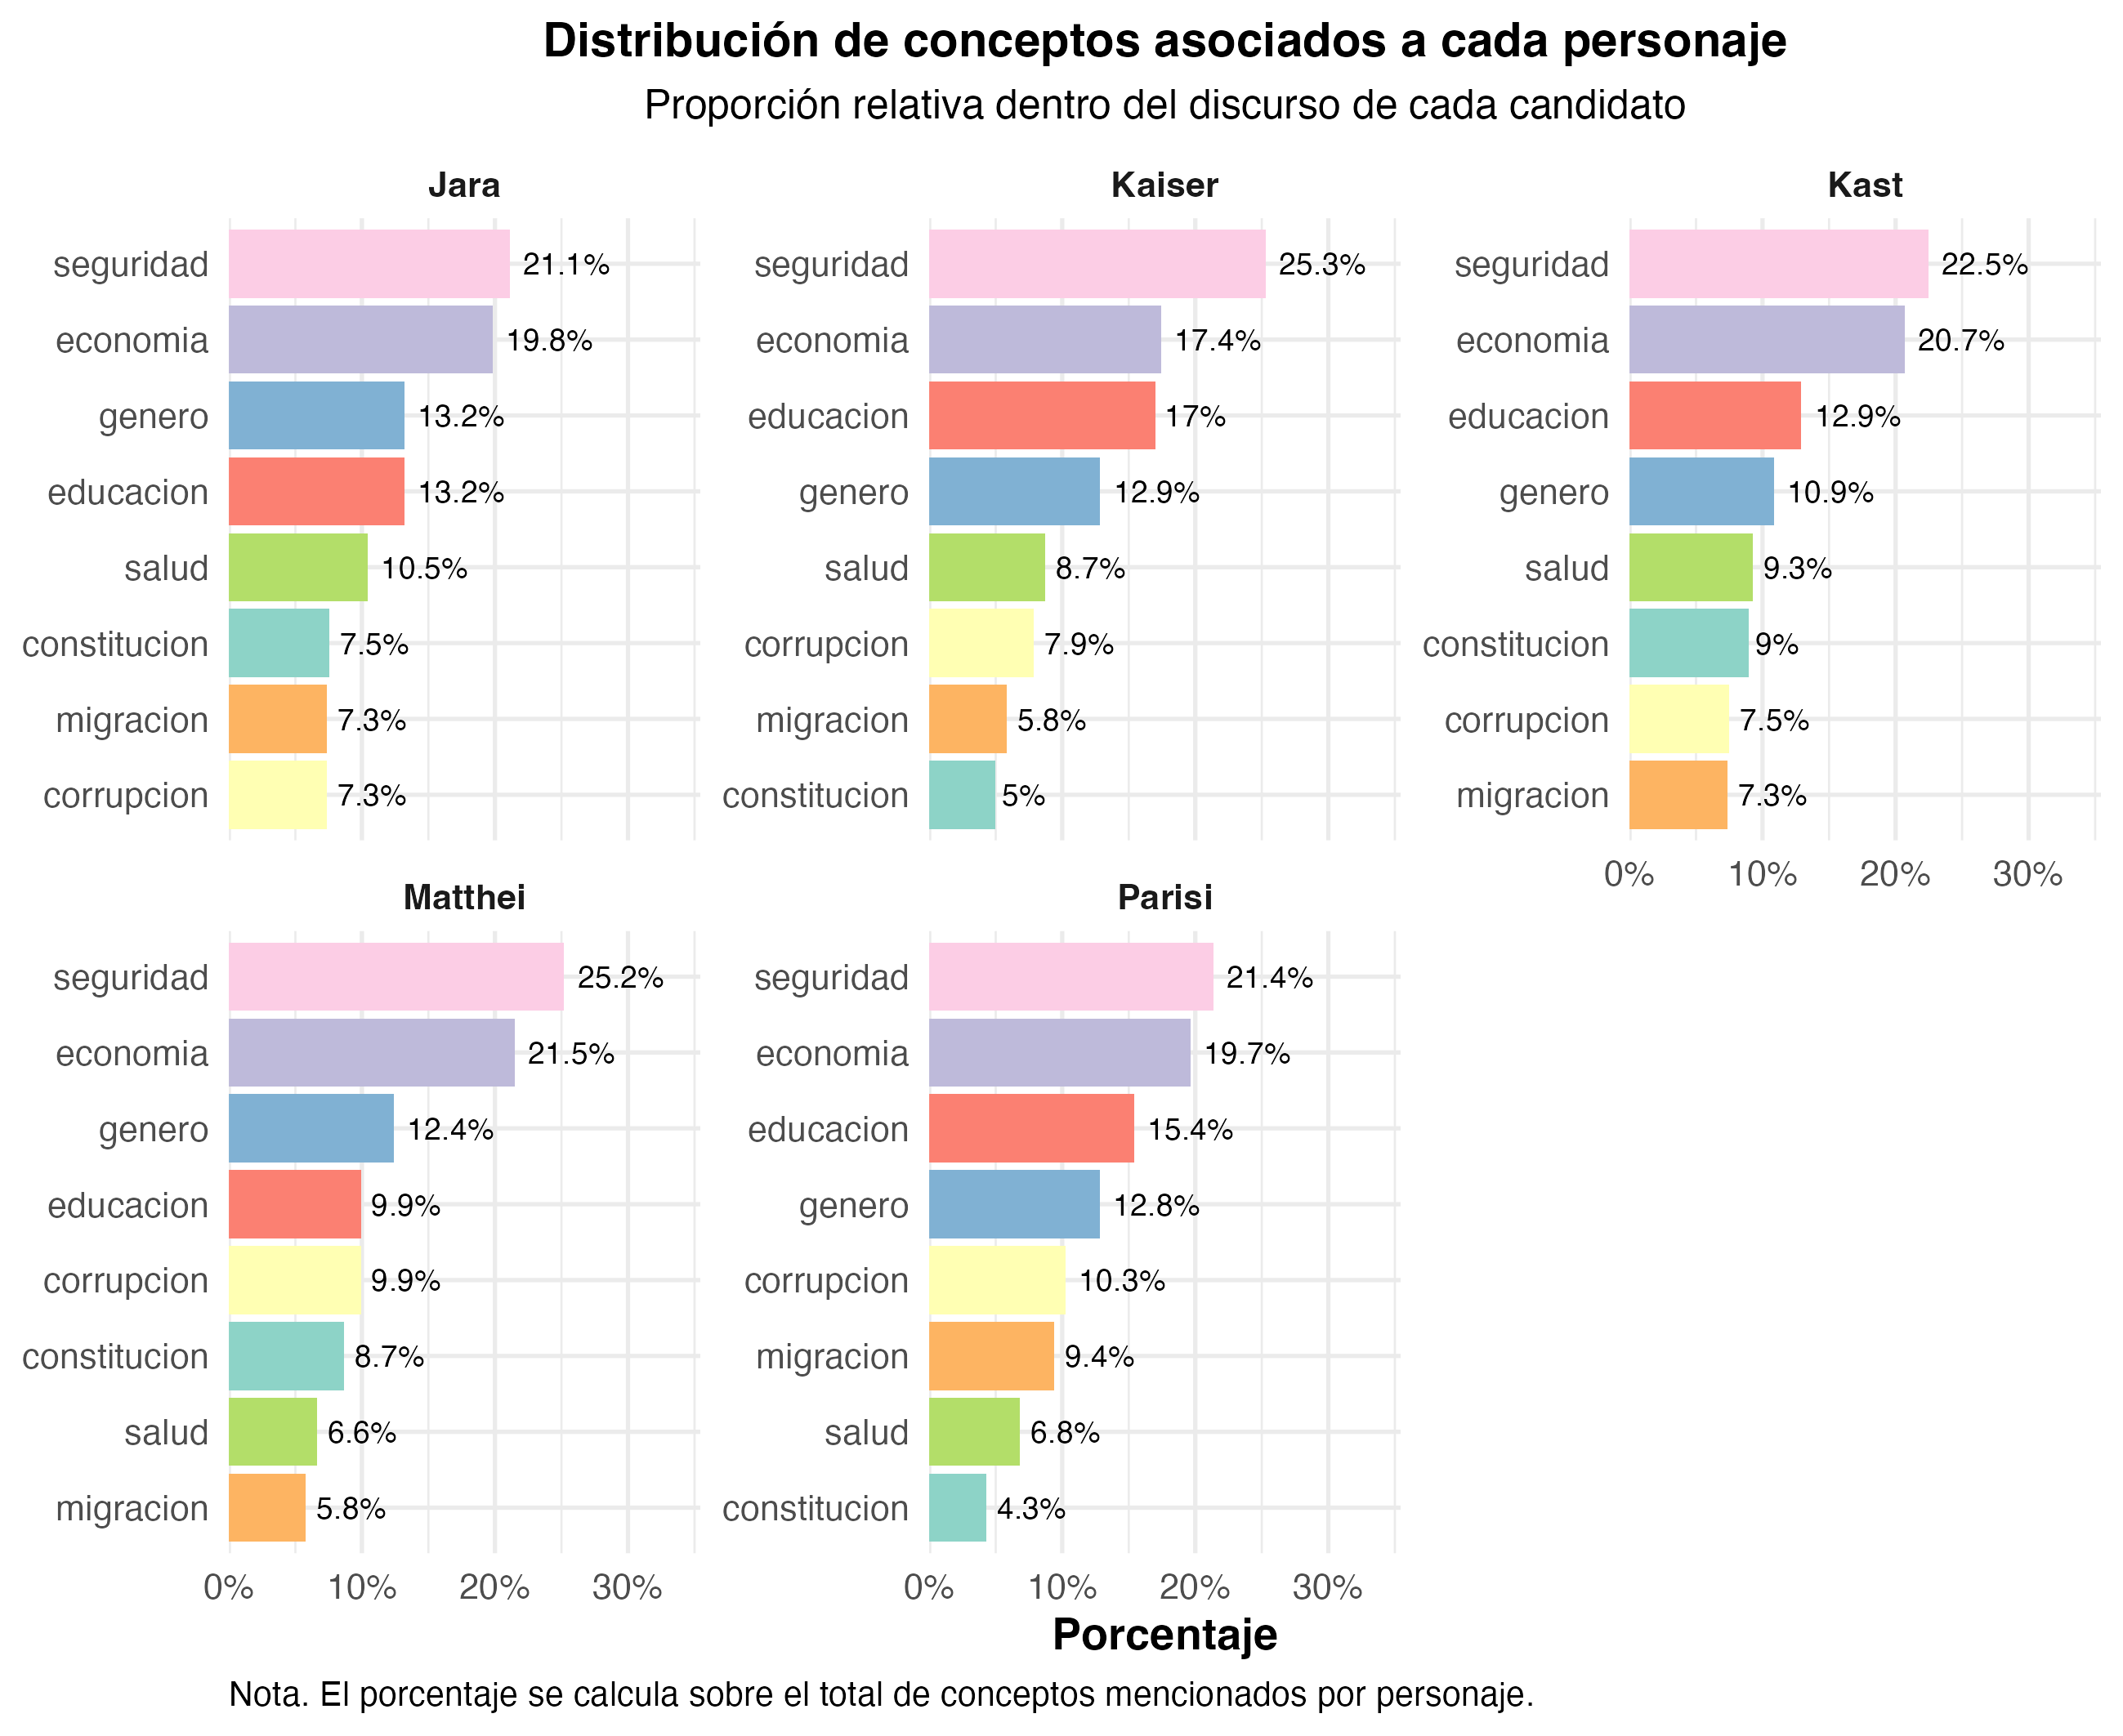 Distribución de conceptos asociados a cada personaje
Proporción relativa dentro del discurso de cada candidato
Jara
seguridad 21.1%
economia 19.8%
genero 13.2%
educacion 13.2%
salud 10.5%
constitucion 7.5%
migracion 7.3%
corrupcion 7.3%
Kaiser
seguridad 25.3%
economia 17.4%
educacion 17%
genero 12.9%
salud 8.7%
corrupcion 7.9%
migracion 5.8%
constitucion 5%
Kast
seguridad 22.5%
economia 20.7%
educacion 12.9%
genero 10.9%
salud 9.3%
constitucion 9%
corrupcion 7.5%
migracion 7.3%
0% 10% 20% 30%
Matthei
seguridad 25.2%
economia 21.5%
genero 12.4%
educacion 9.9%
corrupcion 9.9%
constitucion 8.7%
salud 6.6%
migracion 5.8%
0% 10% 20% 30%
Parisi
seguridad 21.4%
economia 19.7%
educacion 15.4%
genero 12.8%
corrupcion 10.3%
migracion 9.4%
salud 6.8%
constitucion 4.3%
0% 10% 20% 30%
Porcentaje
Nota. El porcentaje se calcula sobre el total de conceptos mencionados por personaje.